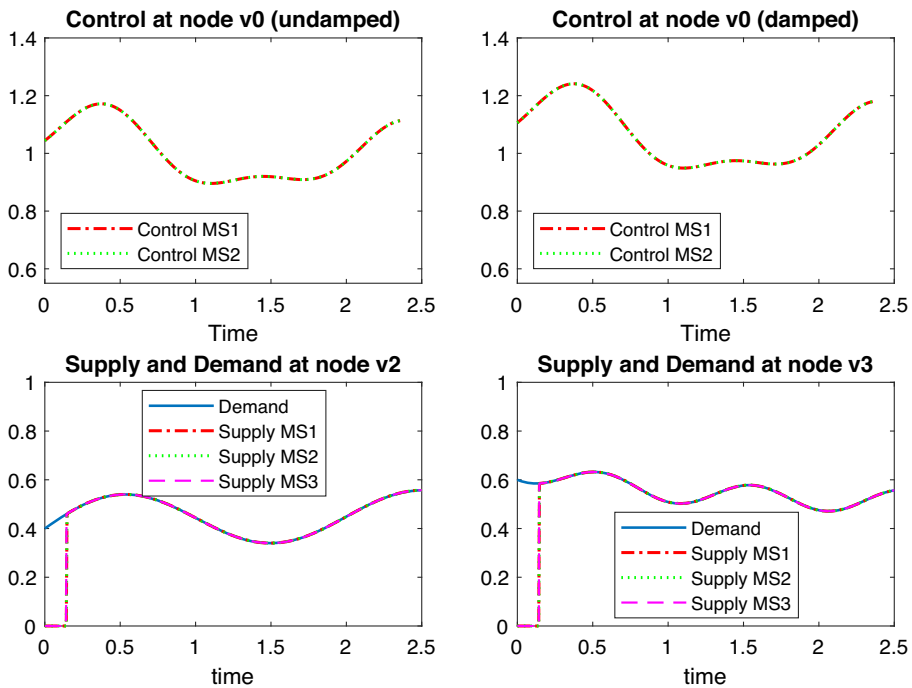 Control at node v0 (undamped)
1.4
1.2
1
0.8
0.6
Control MS1
Control MS2
0
0.5
1
1.5
2
2.5
Time
Control at node v0 (damped)
1.4
1.2
1
0.8
0.6
Control MS1
Control MS2
0
0.5
1
1.5
2
2.5
Time
Supply and Demand at node v2
1
0.8
0.6
0.4
0.2
0
Demand
Supply MS1
Supply MS2
Supply MS3
0
0.5
1
1.5
2
2.5
time
Supply and Demand at node v3
1
0.8
0.6
0.4
0.2
0
Demand
Supply MS1
Supply MS2
Supply MS3
0
0.5
1
1.5
2
2.5
time